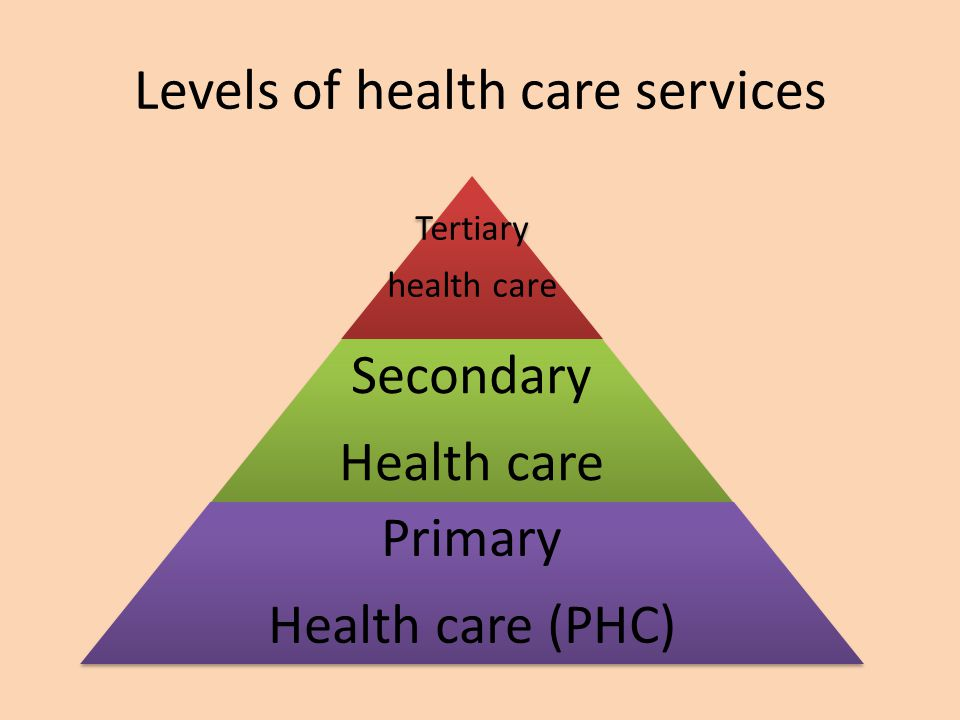 Levels of health care services
Tertiary
health care
Secondary
Health care
Primary
Health care (PHC)